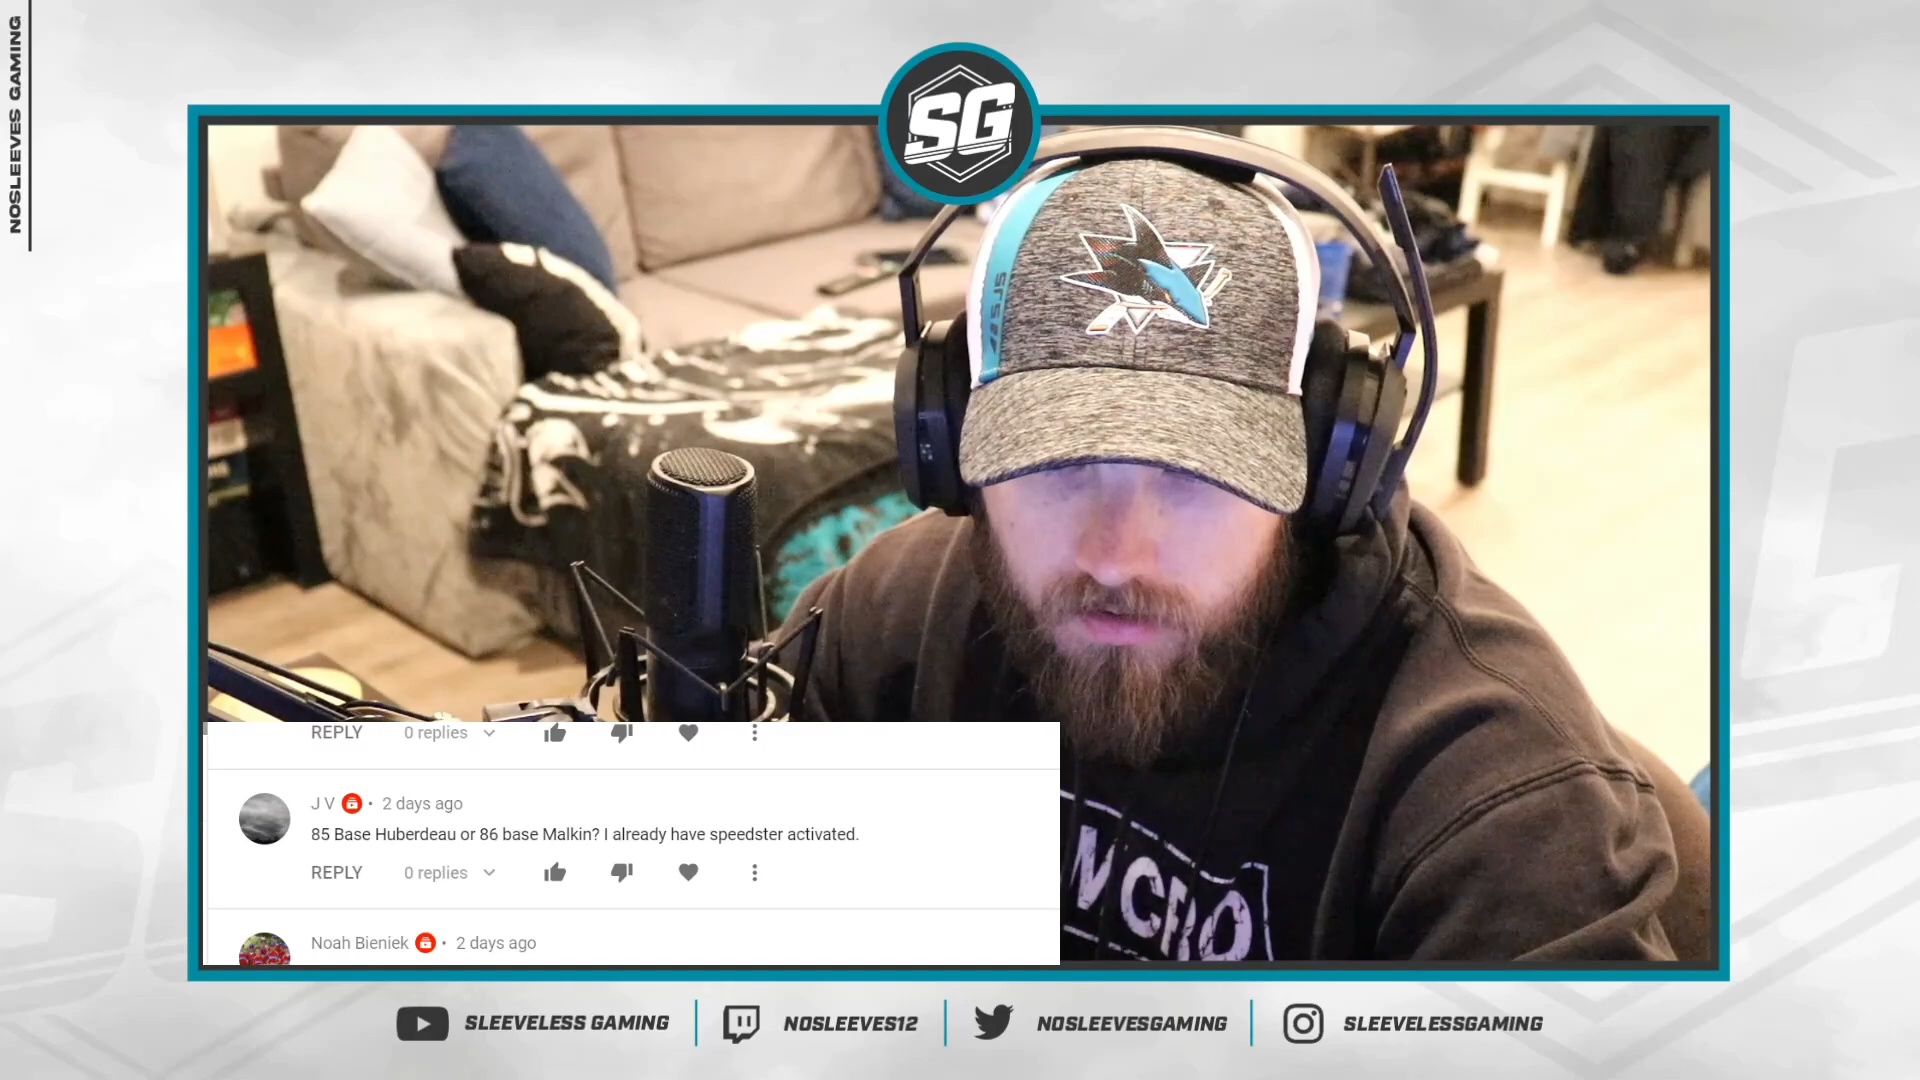 NOSLEEVES GAMING
SG
SJS
REPLY 0 replies
J V • 2 days ago
85 Base Huberdeau or 86 base Malkin? I already have speedster activated.
REPLY 0 replies
Noah Bieniek • 2 days ago
SLEEVELESS GAMING NOSLEEVES12 NOSLEEVESGAMING SLEEVELESSGAMING